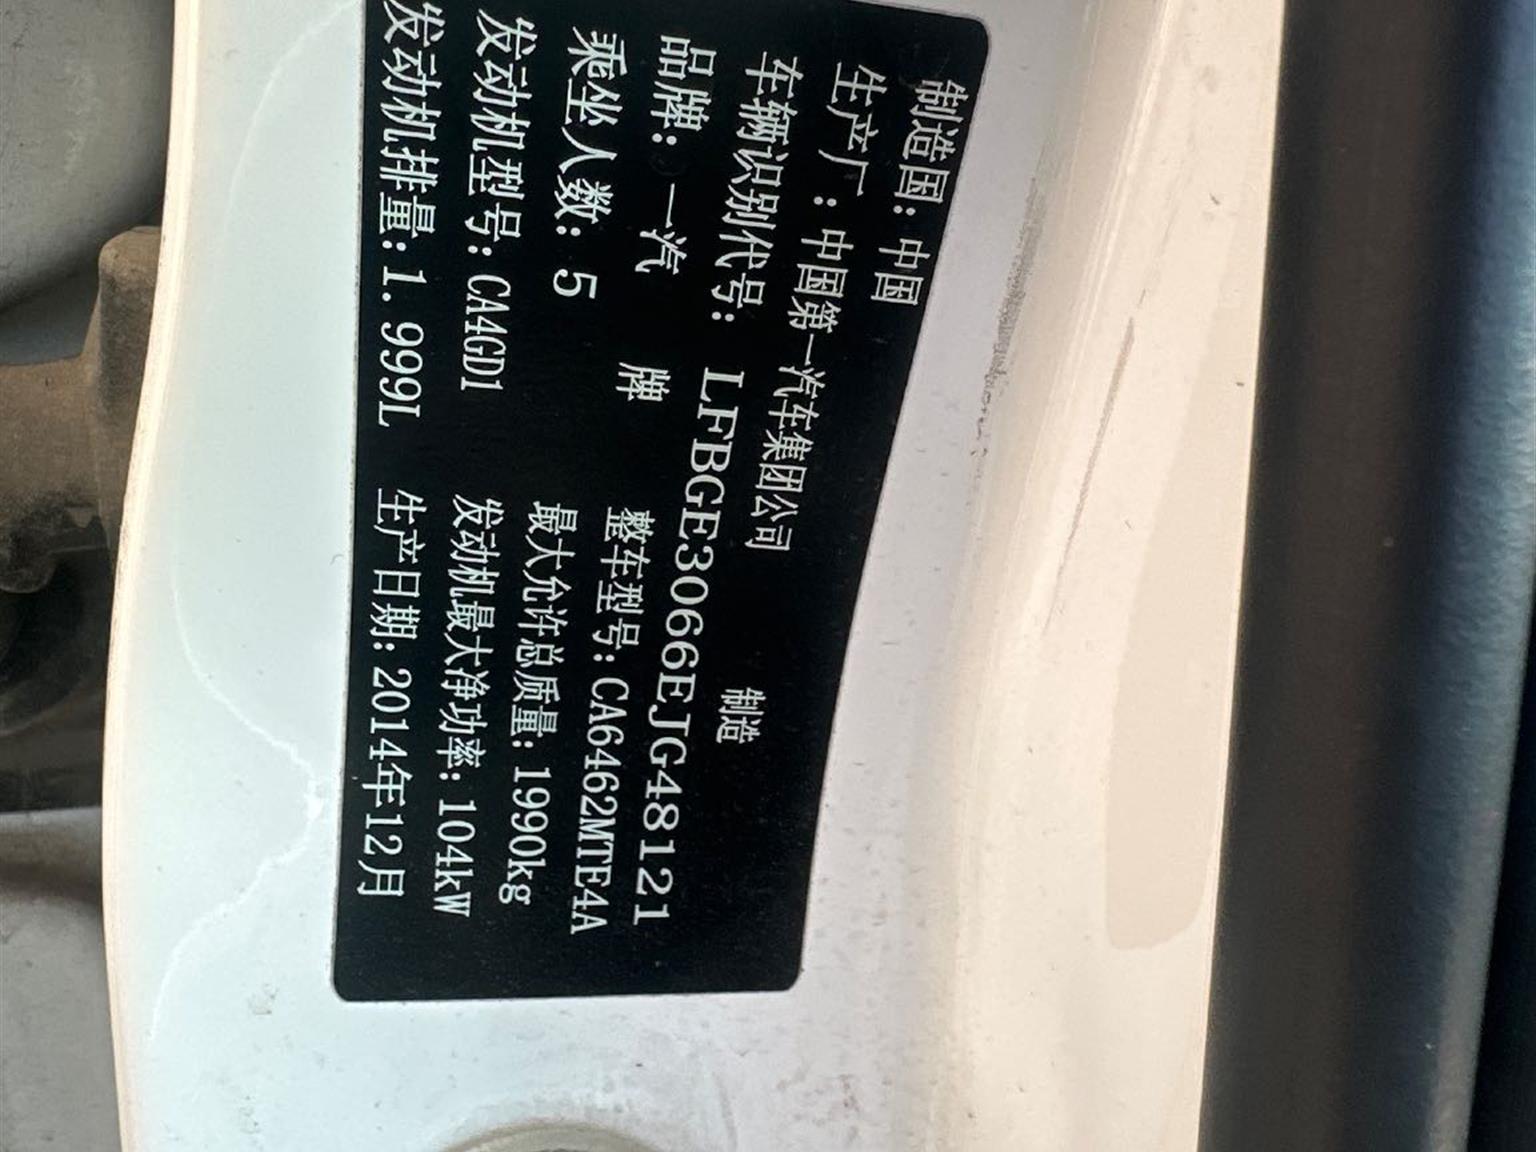 制造国：中国
生产厂：中国第一汽车集团公司 制造
车辆识别代号：LFBGE3066EJG48121
品牌：一汽 牌 整车型号：CA6462MTE4A
乘坐人数：5 最大允许总质量：1990kg
发动机型号：CA4GD1 发动机最大净功率：104kW
发动机排量：1.999L 生产日期：2014年12月